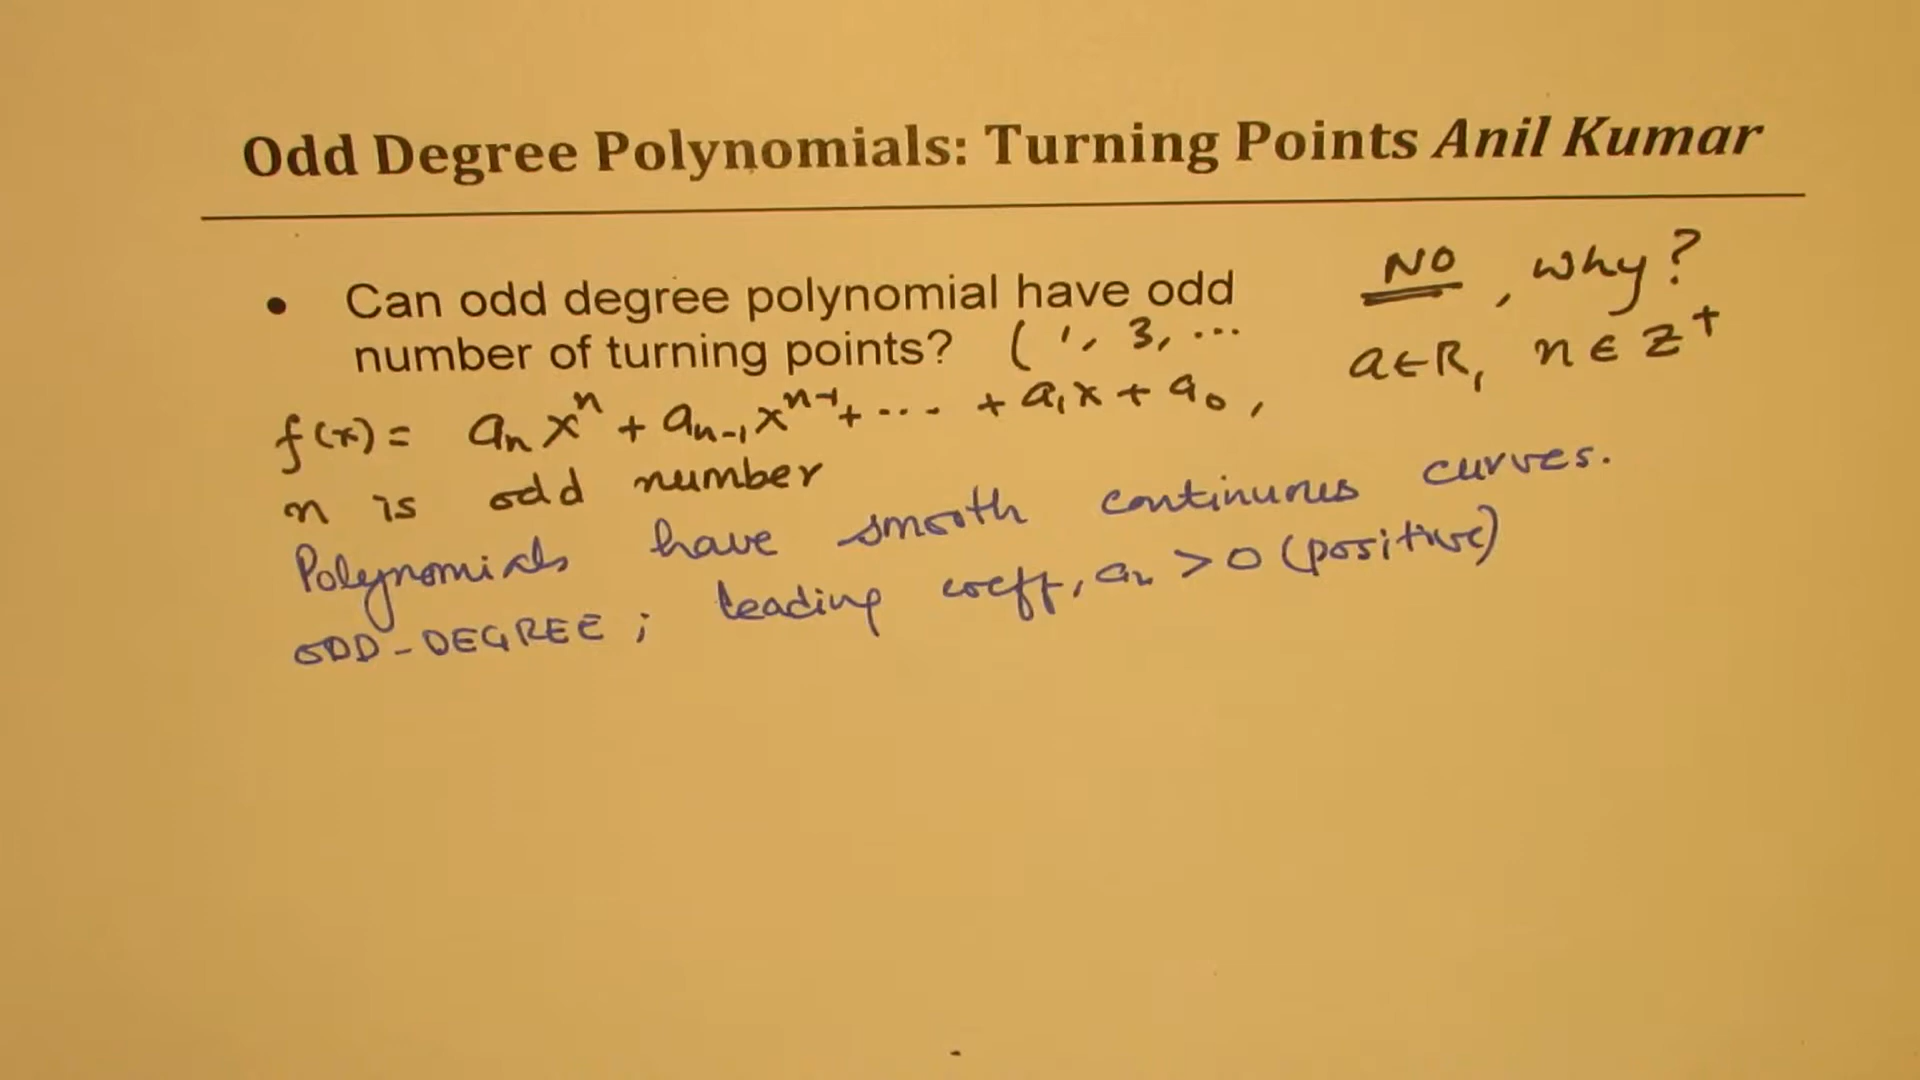 Odd Degree Polynomials: Turning Points Anil Kumar
• Can odd degree polynomial have odd number of turning points? (1, 3, ... NO, why?
f(x) = aₙxⁿ + aₙ₋₁xⁿ⁻¹ + ... + a₁x + a₀, a∈R, n∈Z⁺
n is odd number
Polynomials have smooth continuous curves.
ODD-DEGREE; leading coeff, aₙ > 0 (positive)